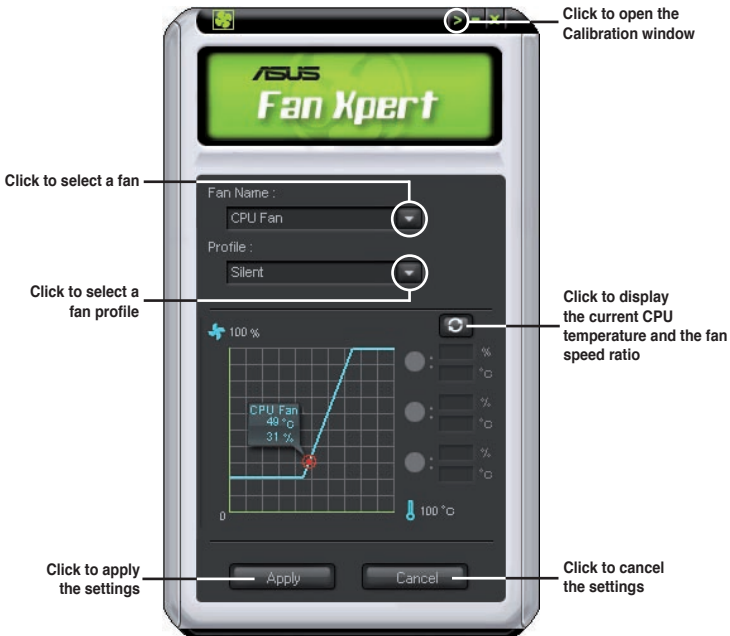 Click to open the
Calibration window
ASUS
Fan Xpert
Click to select a fan
Fan Name :
CPU Fan
Profile :
Silent
Click to select a
fan profile
Click to display
the current CPU
temperature and the fan
speed ratio
100 %
: %
°C
CPU Fan
49 °C
31 %
: %
°C
: %
°C
0
100 °C
Click to apply
the settings
Apply
Cancel
Click to cancel
the settings